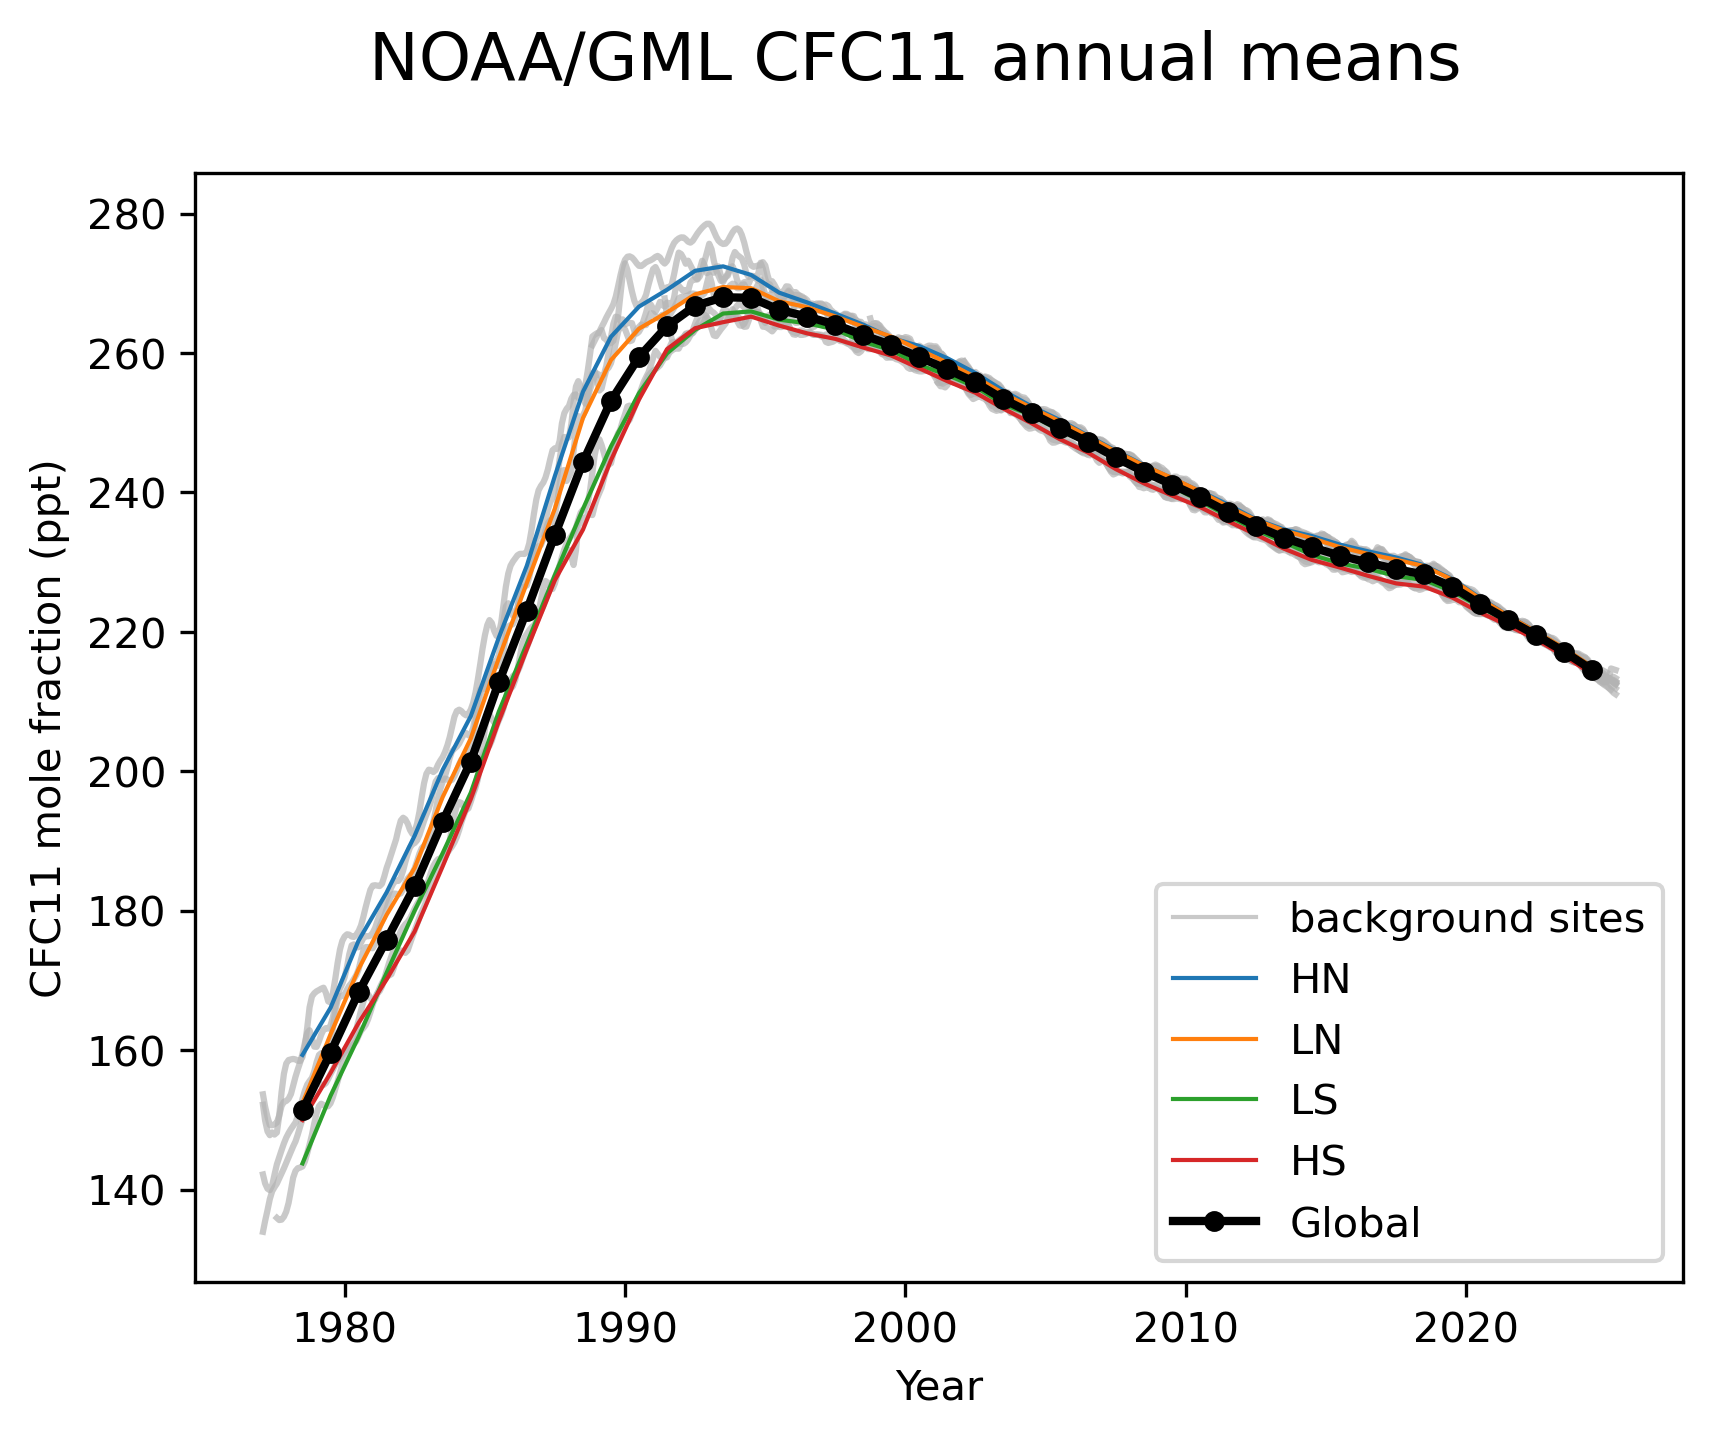 NOAA/GML CFC11 annual means
280
260
240
220
200
180
160
140
CFC11 mole fraction (ppt)
1980
1990
2000
2010
2020
Year
background sites
HN
LN
LS
HS
Global